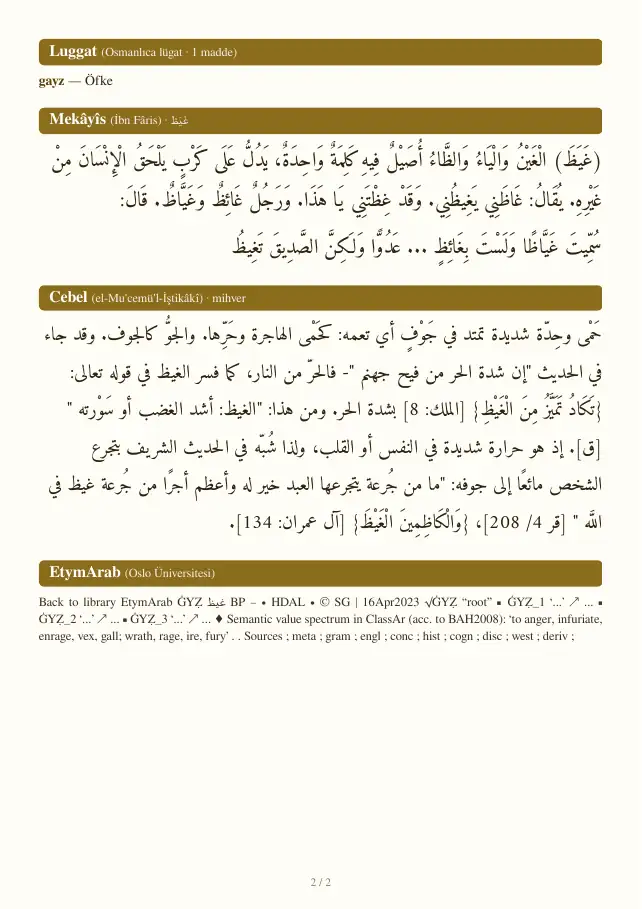 Luggat (Osmanlıca lügat · 1 madde)
gayz — Öfke
Mekâyîs (İbn Fâris) · غَيَظَ
(غَيَظَ) الْغَيْنُ وَالْيَاءُ وَالظَّاءُ أُصَيْلٌ فِيهِ كَلِمَةٌ وَاحِدَةٌ، يَدُلُّ عَلَى كَرْبٍ يَلْحَقُ الْإِنْسَانَ مِنْ
غَيْرِهِ. يُقَالُ: غَاظَنِي يَغِيظُنِي. وَقَدْ غِظْتَنِي يَا هَذَا. وَرَجُلٌ غَائِظٌ وَغَيَّاظٌ. قَالَ:
سُمِّيتَ غَيَّاظًا وَلَسْتَ بِغَائِظٍ ... عَدُوًّا وَلَكِنَّ الصَّدِيقَ تَغِيظُ
Cebel (el-Mu'cemü'l-İştikâkî) · mihver
حَمْى وحِدّة شديدة تمتد في جَوْفٍ أي تعمه: كحَمْى الهاجرة وحَرِّها. والجوُّ كالجوف. وقد جاء
في الحديث "إن شدة الحر من فيح جهنم "- فالحرّ من النار، كما فسر الغيظ في قوله تعالى:
{تَكَادُ تَمَيَّزُ مِنَ الْغَيْظِ} [الملك: 8] بشدة الحر. ومن هذا: "الغيظ: أشد الغضب أو سَوْرته "
[ق]. إذ هو حرارة شديدة في النفس أو القلب، ولذا شُبّه في الحديث الشريف بتجرع
الشخص مائعًا إلى جوفه: "ما من جُرعة يتجرعها العبد خير له وأعظم أجرًا من جُرعة غيظ في
اللَّه " [قر 4/ 208]، {وَالْكَاظِمِينَ الْغَيْظَ} [آل عمران: 134].
EtymArab (Oslo Üniversitesi)
Back to library EtymArab ĠYẒ غيظ BP – • HDAL • © SG | 16Apr2023 √ĠYẒ “root” ▪ ĠYẒ_1 ‘...’ ↗ ... ▪
ĠYẒ_2 ‘...’ ↗ ... ▪ ĠYẒ_3 ‘...’ ↗ ... ♦ Semantic value spectrum in ClassAr (acc. to BAH2008): ‘to anger, infuriate,
enrage, vex, gall; wrath, rage, ire, fury’ . . Sources ; meta ; gram ; engl ; conc ; hist ; cogn ; disc ; west ; deriv ;
2 / 2